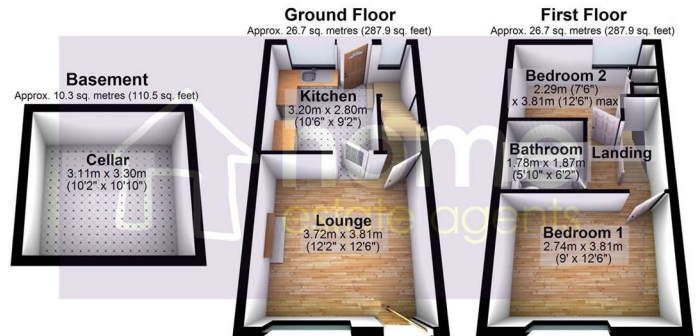 Basement
Approx. 10.3 sq. metres (110.5 sq. feet)
Cellar
3.11m x 3.30m
(10'2" x 10'10")
Ground Floor
Approx. 26.7 sq. metres (287.9 sq. feet)
Kitchen
3.20m x 2.80m
(10'6" x 9'2")
Lounge
3.72m x 3.81m
(12'2" x 12'6")
First Floor
Approx. 26.7 sq. metres (287.9 sq. feet)
Bedroom 2
2.29m (7'6")
x 3.81m (12'6") max
Bathroom
1.78m x 1.87m
(5'10" x 6'2")
Landing
Bedroom 1
2.74m x 3.81m
(9' x 12'6")
home
estate agents